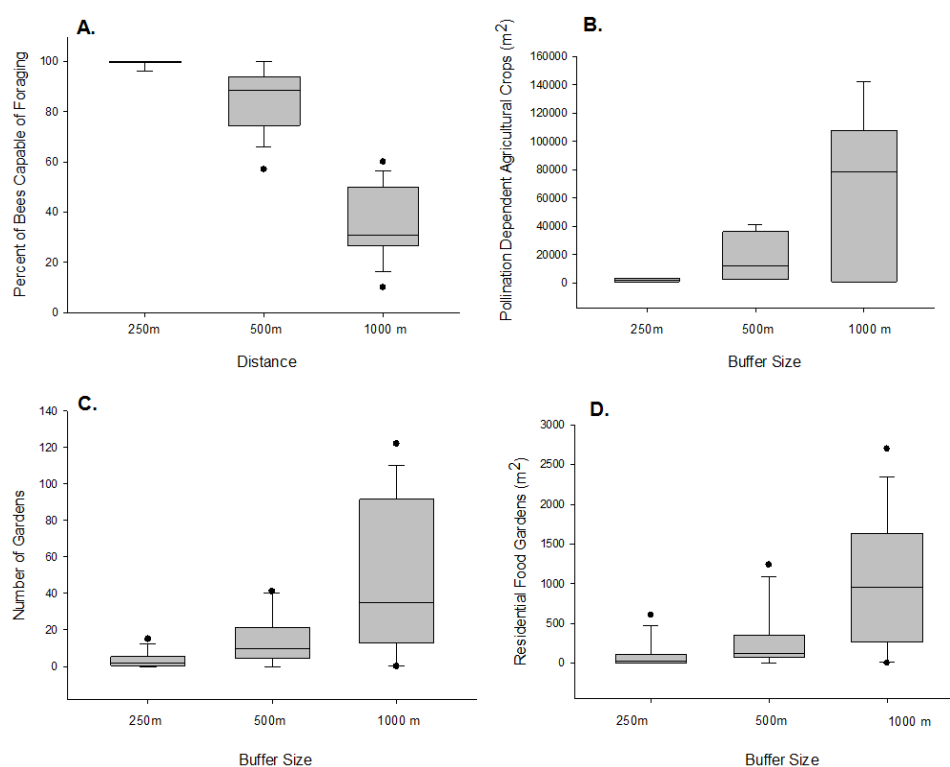 A.
Percent of Bees Capable of Foraging
100
80
60
40
20
0
250m 500m 1000 m
Distance
B.
Pollination Dependent Agricultural Crops (m²)
160000
140000
120000
100000
80000
60000
40000
20000
0
250m 500m 1000 m
Buffer Size
C.
Number of Gardens
140
120
100
80
60
40
20
0
250m 500m 1000 m
Buffer Size
D.
Residential Food Gardens (m²)
3000
2500
2000
1500
1000
500
0
250m 500m 1000 m
Buffer Size